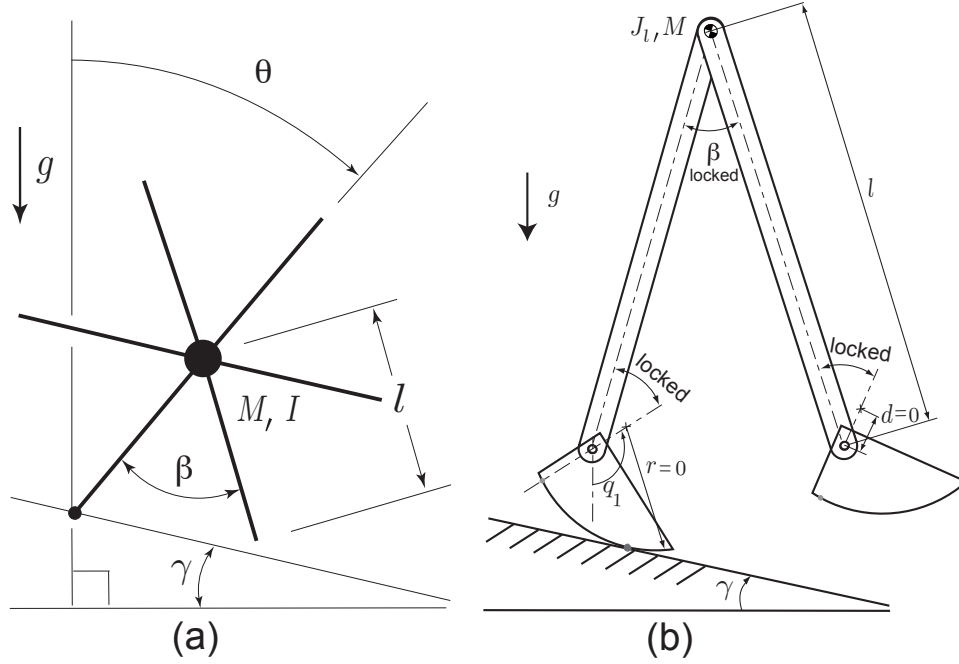 θ
g
M, I
l
β
γ
(a)
J_l, M
β
locked
g
l
locked
locked
d=0
r=0
q_1
γ
(b)